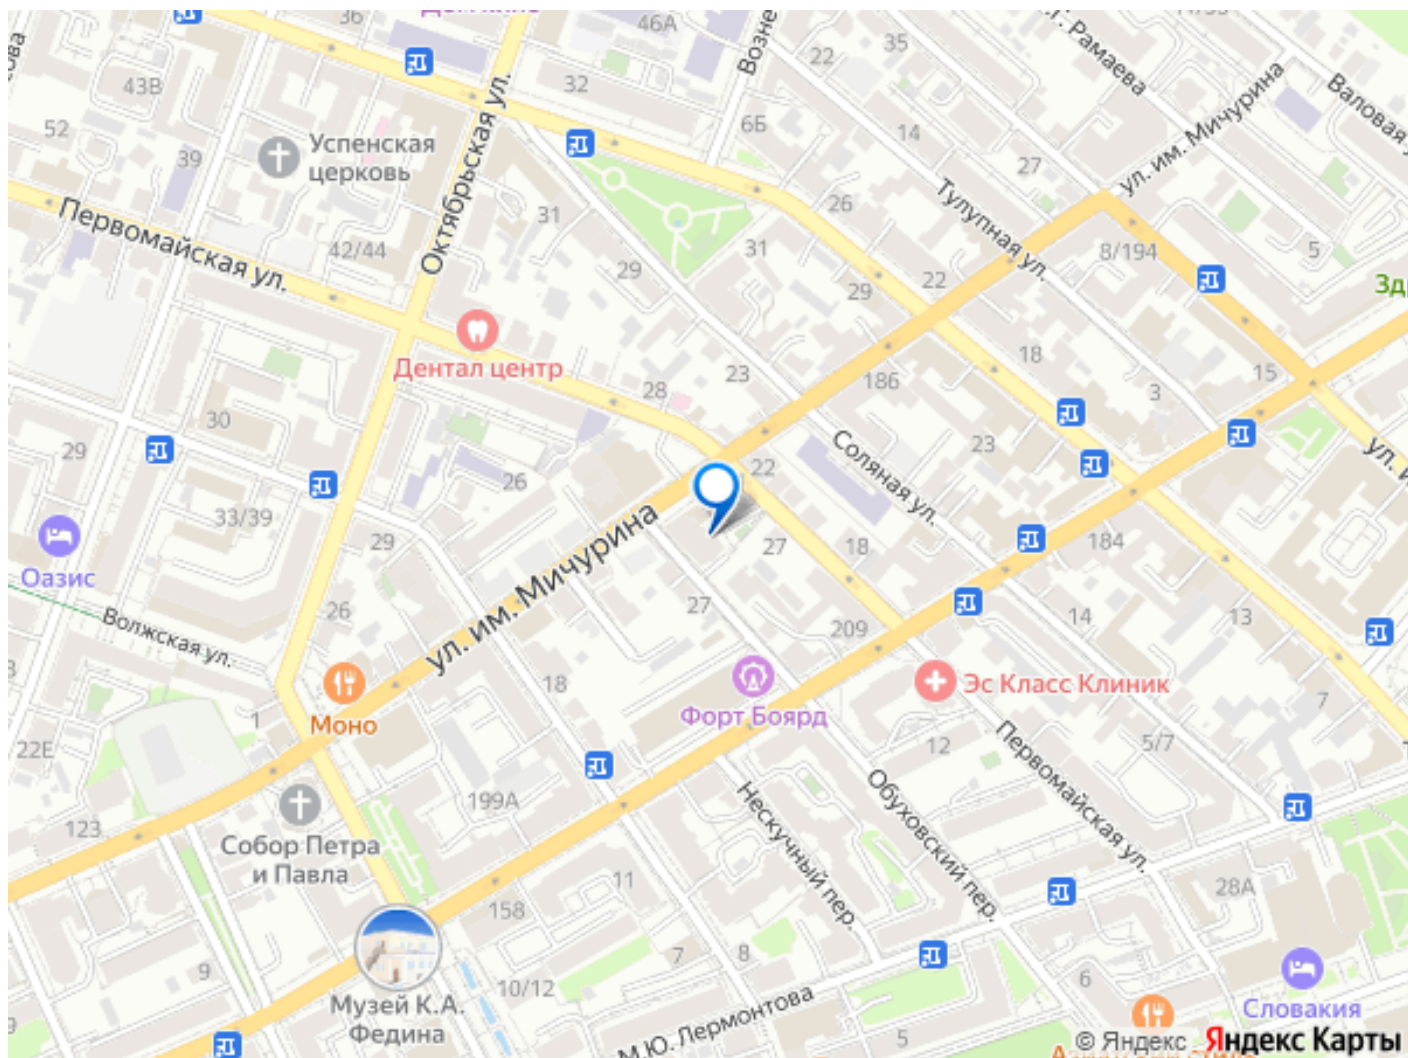 36
46А
22
35
г. Рамаева
Возне
ул. им. Мичурина
Валовая у
43В
32
52
39
6Б
14
27
Успенская
церковь
Октябрьская ул.
Тулупная ул.
31
26
Первомайская ул.
42/44
31
8/194
5
29
29
22
Зд
Дентал центр
28
23
186
18
3
15
30
29
26
22
23
Соляная ул.
ул. и
33/39
29
ул. им. Мичурина
27
18
184
Оазис
26
27
209
14
13
Волжская ул.
18
Эс Класс Клиник
7
1
Моно
Форт Боярд
22Е
12
Первомайская ул.
5/7
123
199А
Нескучный пер.
Обуховский пер.
Собор Петра
и Павла
11
28А
158
9
7
8
6
10/12
Музей К.А.
Федина
М.Ю. Лермонтова
5
Словакия
© Яндекс Яндекс Карты